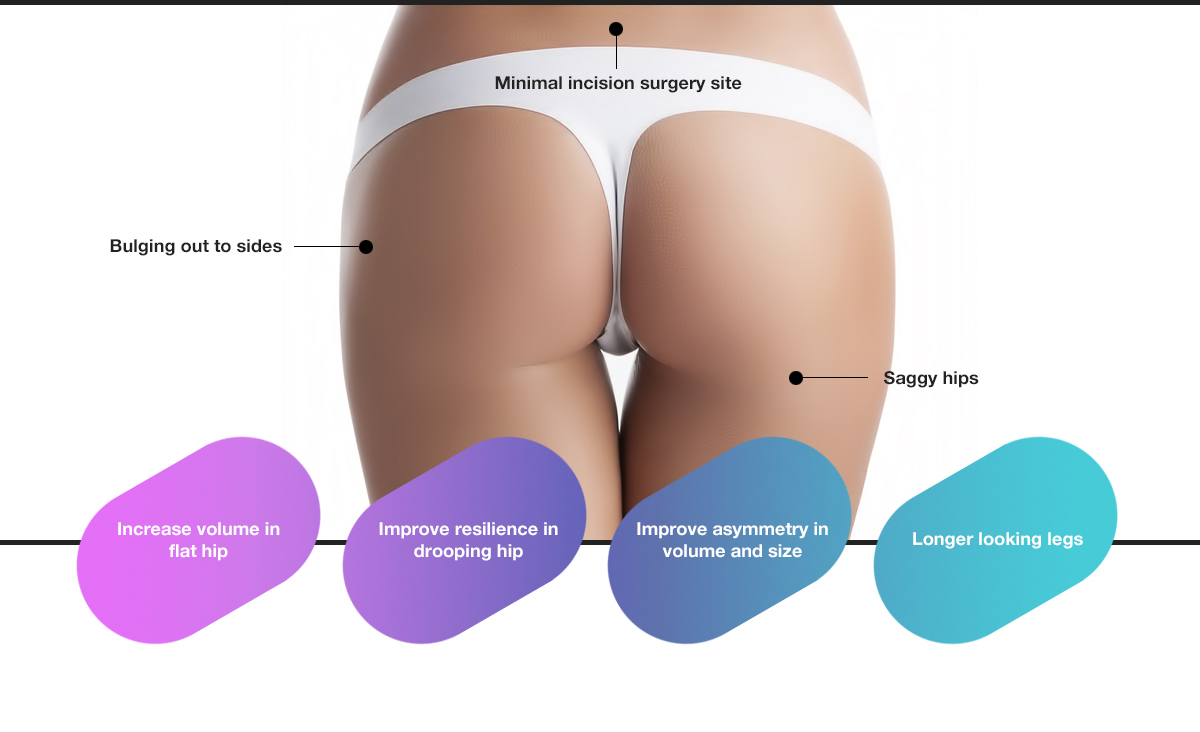 Minimal incision surgery site
Bulging out to sides
Saggy hips
Increase volume in
flat hip
Improve resilience in
drooping hip
Improve asymmetry in
volume and size
Longer looking legs